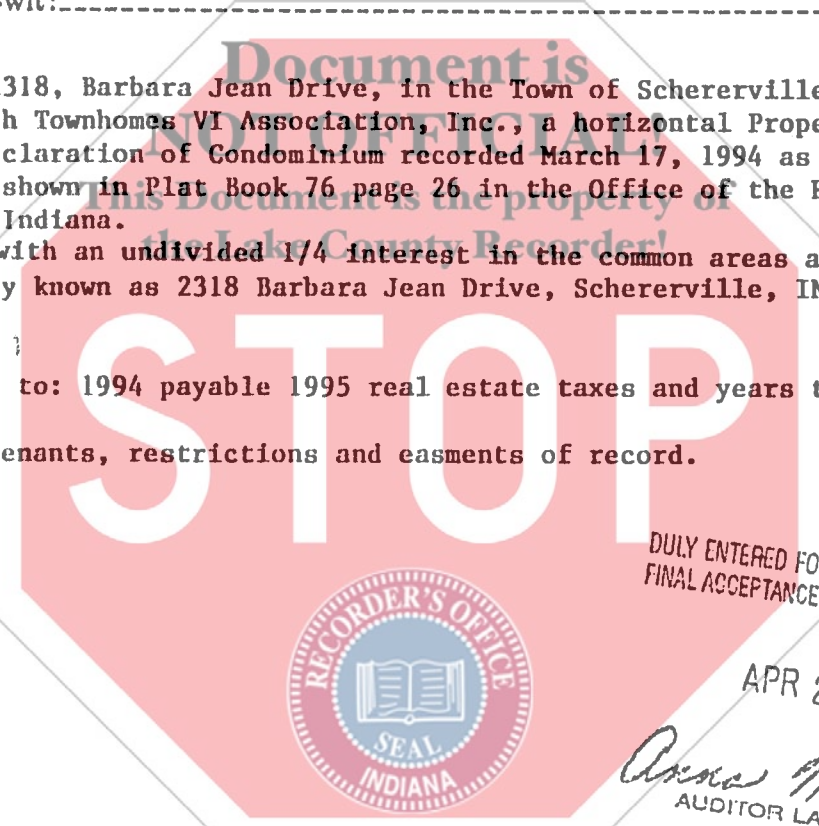 wit:
Document is
318, Barbara Jean Drive, in the Town of Schererville
h Townhomes VI Association, Inc., a horizontal Prope
NOT OFFICIAL!
claration of Condominium recorded March 17, 1994 as
shown in Plat Book 76 page 26 in the Office of the R
This Document is the property of
Indiana.
the Lake County Recorder!
with an undivided 1/4 interest in the common areas a
y known as 2318 Barbara Jean Drive, Schererville, IN
STOP
to: 1994 payable 1995 real estate taxes and years t
enants, restrictions and easments of record.
DULY ENTERED FO
FINAL ACCEPTANCE
RECORDER'S OFFICE
SEAL
INDIANA
APR 2
Anna
AUDITOR LA